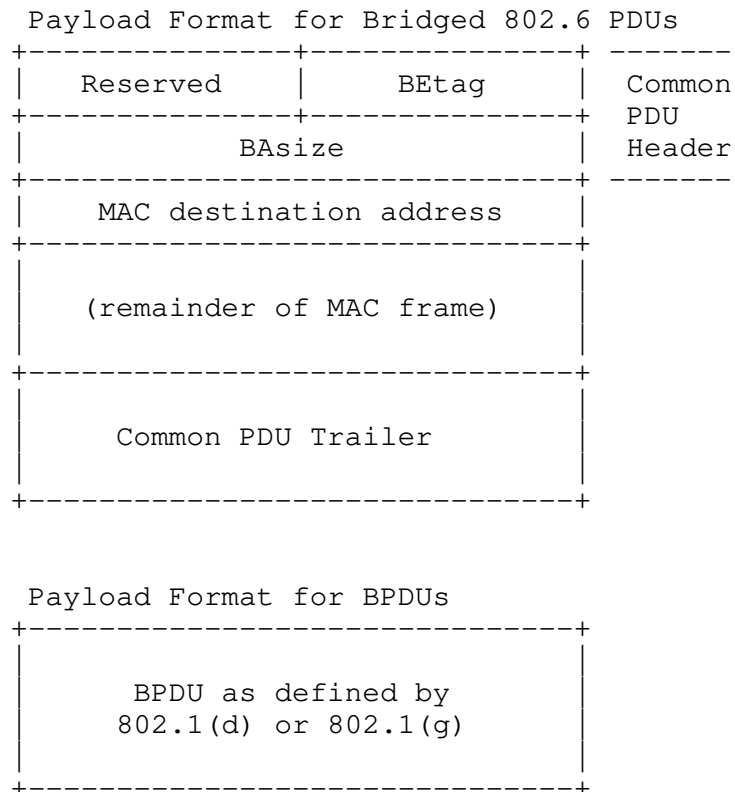 Payload Format for Bridged 802.6 PDUs
+---------------+---------------+ -------
|   Reserved    |     BEtag     |  Common
+---------------+---------------+  PDU
|            BAsize             |  Header
+-------------------------------+ -------
|    MAC destination address    |
+-------------------------------+
|                               |
|   (remainder of MAC frame)    |
|                               |
+-------------------------------+
|                               |
|     Common PDU Trailer        |
|                               |
+-------------------------------+
Payload Format for BPDUs
+-------------------------------+
|                               |
|      BPDU as defined by       |
|     802.1(d) or 802.1(g)      |
|                               |
+-------------------------------+